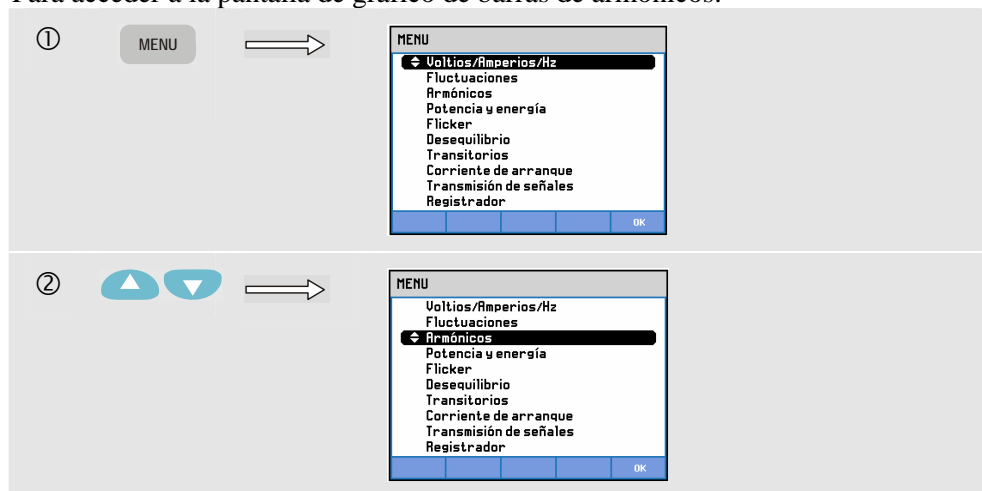 Para acceder a la pantalla de gráfico de barras de armónicos:
①
MENU
MENU
Voltios/Amperios/Hz
Fluctuaciones
Armónicos
Potencia y energía
Flicker
Desequilibrio
Transitorios
Corriente de arranque
Transmisión de señales
Registrador
OK
②
MENU
Voltios/Amperios/Hz
Fluctuaciones
Armónicos
Potencia y energía
Flicker
Desequilibrio
Transitorios
Corriente de arranque
Transmisión de señales
Registrador
OK